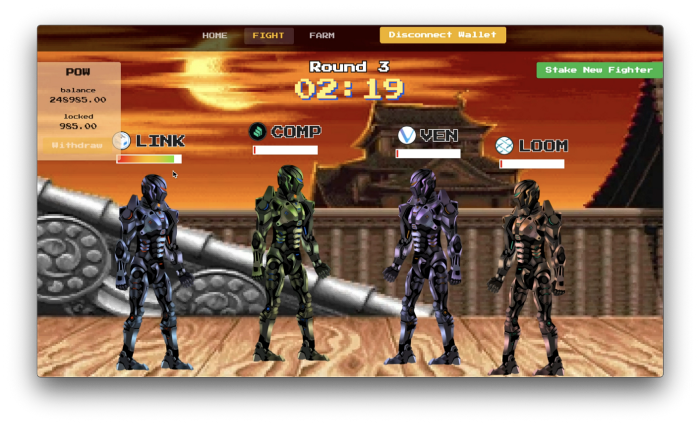 HOME FIGHT FARM Disconnect Wallet
POW
balance
248985.00
locked
985.00
Withdraw
Round 3
02:19
Stake New Fighter
LINK
COMP
VEN
LOOM